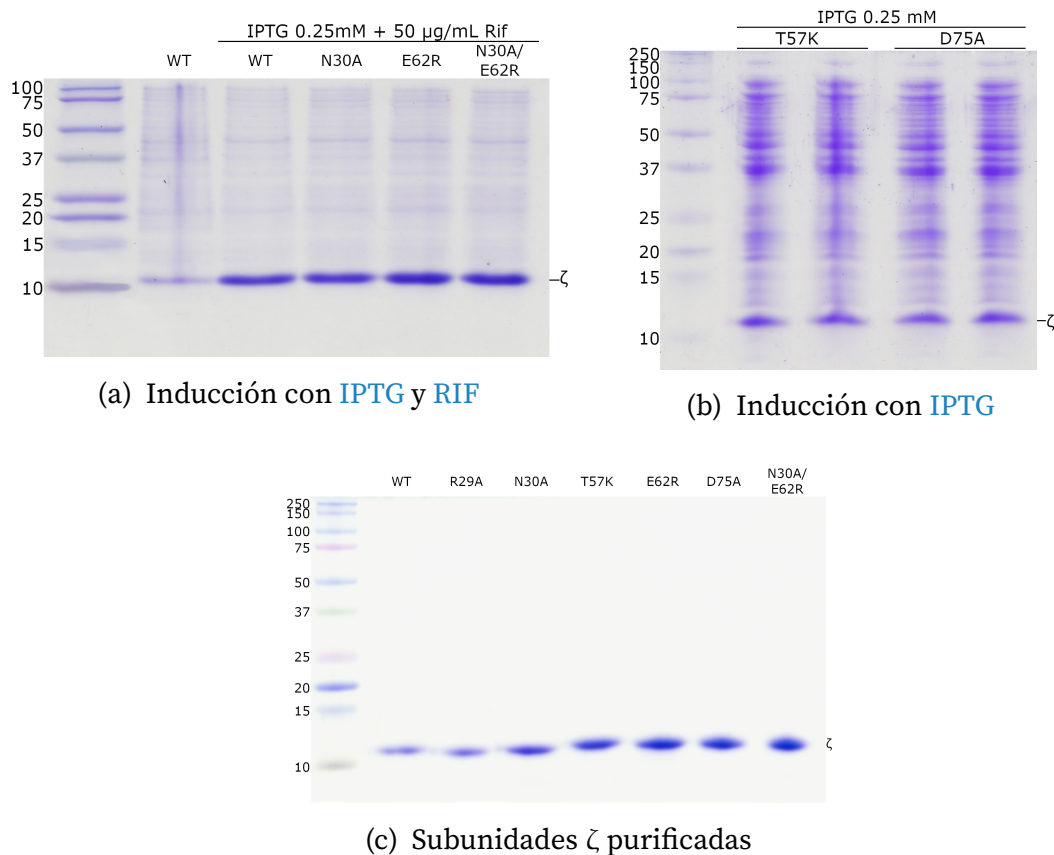 IPTG 0.25mM + 50 µg/mL Rif
WT WT N30A E62R N30A/
E62R
100
75
50
37
25
20
15
10
–ζ
(a) Inducción con IPTG y RIF
IPTG 0.25 mM
T57K D75A
250
150
100
75
50
37
25
20
15
10
–ζ
(b) Inducción con IPTG
WT R29A N30A T57K E62R D75A N30A/
E62R
250
150
100
75
50
37
25
20
15
10
ζ
(c) Subunidades ζ purificadas